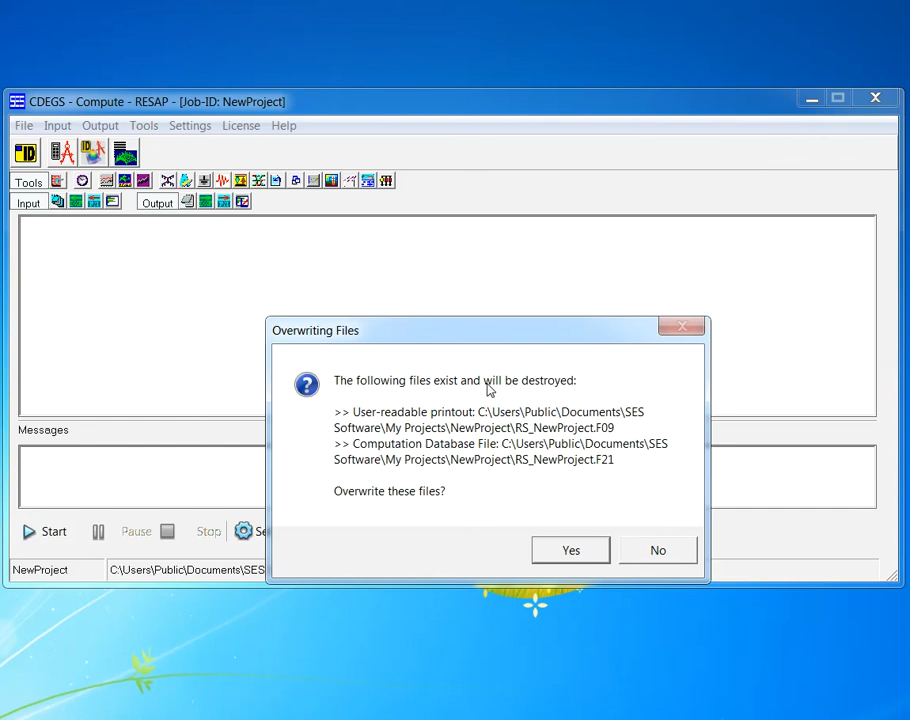 CDEGS - Compute - RESAP - [Job-ID: NewProject]
File Input Output Tools Settings License Help
ID ID
Tools
Input Output
Overwriting Files
The following files exist and will be destroyed:
>> User-readable printout: C:\Users\Public\Documents\SES
Software\My Projects\NewProject\RS_NewProject.F09
>> Computation Database File: C:\Users\Public\Documents\SES
Software\My Projects\NewProject\RS_NewProject.F21
Overwrite these files?
Yes No
Messages
Start Pause Stop Se
NewProject C:\Users\Public\Documents\SES